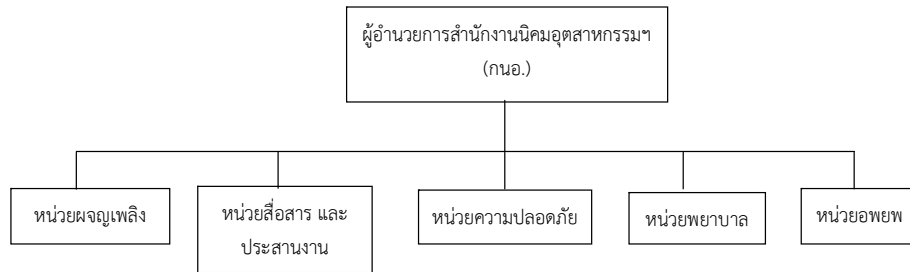 ผู้อำนวยการสำนักงานนิคมอุตสาหกรรมฯ
(กนอ.)
หน่วยผจญเพลิง
หน่วยสื่อสาร และ
ประสานงาน
หน่วยความปลอดภัย
หน่วยพยาบาล
หน่วยอพยพ